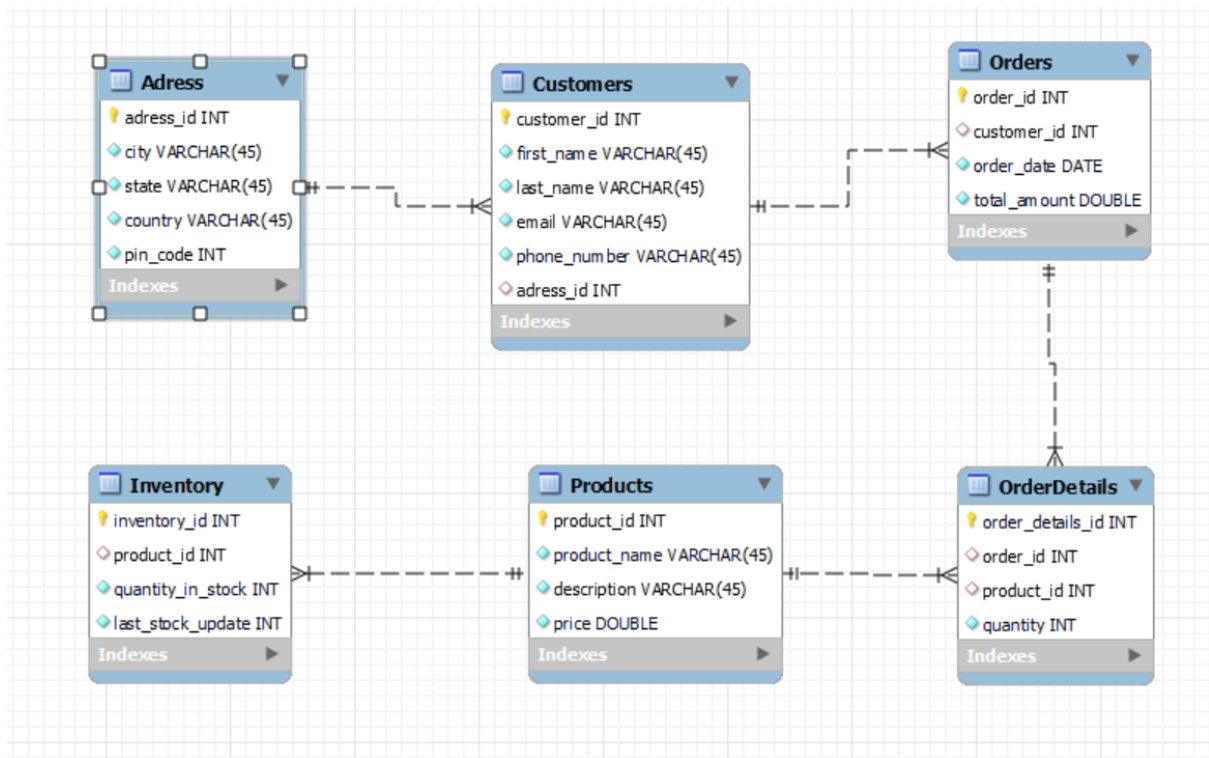 Adress
adress_id INT
city VARCHAR(45)
state VARCHAR(45)
country VARCHAR(45)
pin_code INT
Indexes
Customers
customer_id INT
first_name VARCHAR(45)
last_name VARCHAR(45)
email VARCHAR(45)
phone_number VARCHAR(45)
adress_id INT
Indexes
Orders
order_id INT
customer_id INT
order_date DATE
total_amount DOUBLE
Indexes
Inventory
inventory_id INT
product_id INT
quantity_in_stock INT
last_stock_update INT
Indexes
Products
product_id INT
product_name VARCHAR(45)
description VARCHAR(45)
price DOUBLE
Indexes
OrderDetails
order_details_id INT
order_id INT
product_id INT
quantity INT
Indexes